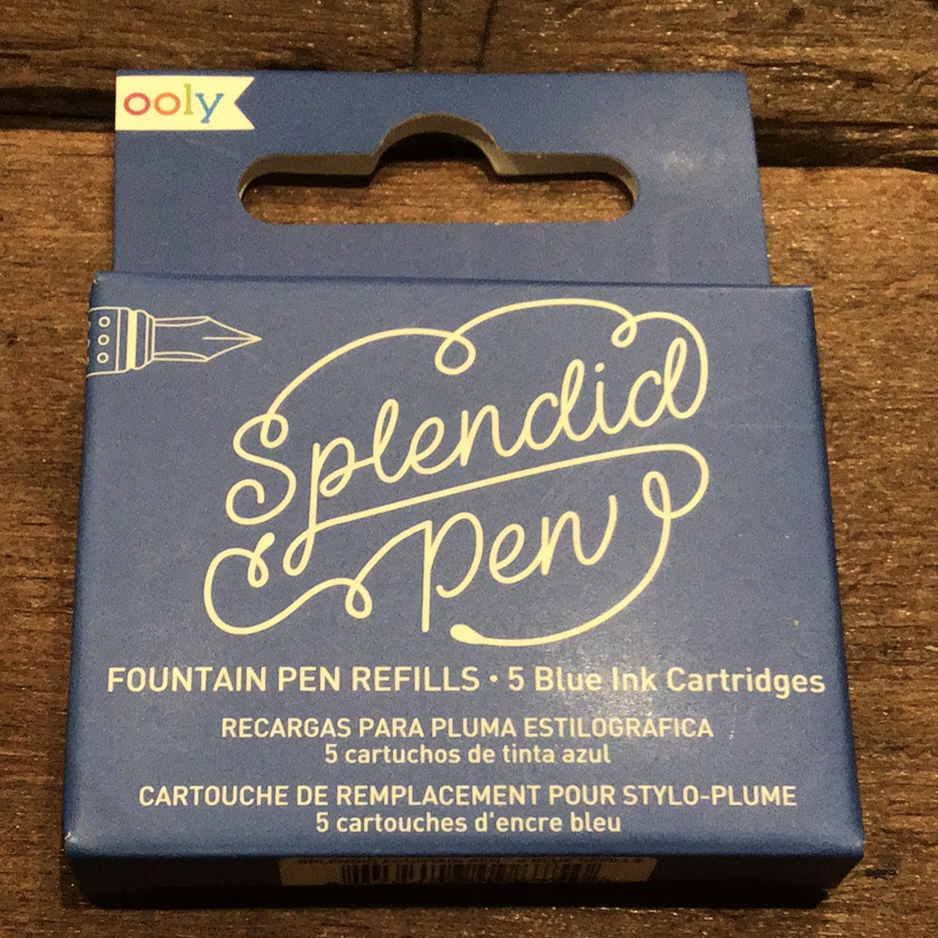 ooly
Splendid
Pen
FOUNTAIN PEN REFILLS • 5 Blue Ink Cartridges
RECARGAS PARA PLUMA ESTILOGRÁFICA
5 cartuchos de tinta azul
CARTOUCHE DE REMPLACEMENT POUR STYLO-PLUME
5 cartouches d'encre bleu